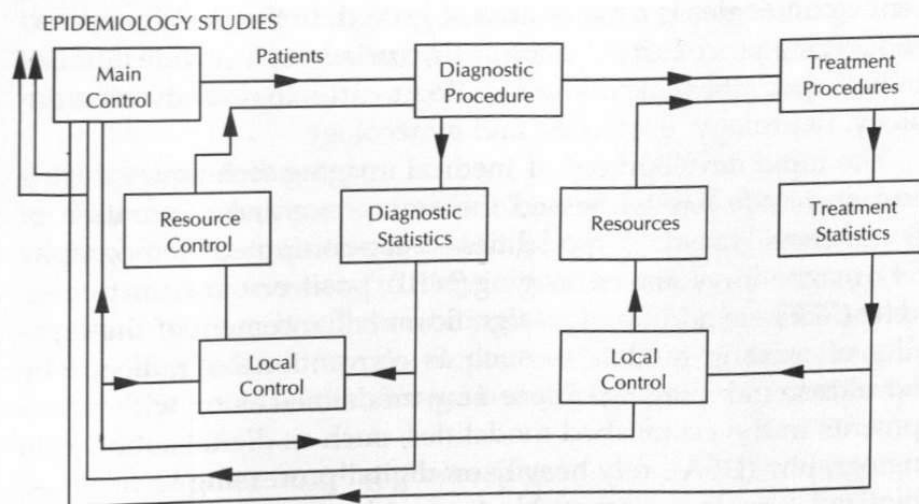 EPIDEMIOLOGY STUDIES
Main
Control
Patients
Diagnostic
Procedure
Treatment
Procedures
Resource
Control
Diagnostic
Statistics
Resources
Treatment
Statistics
Local
Control
Local
Control